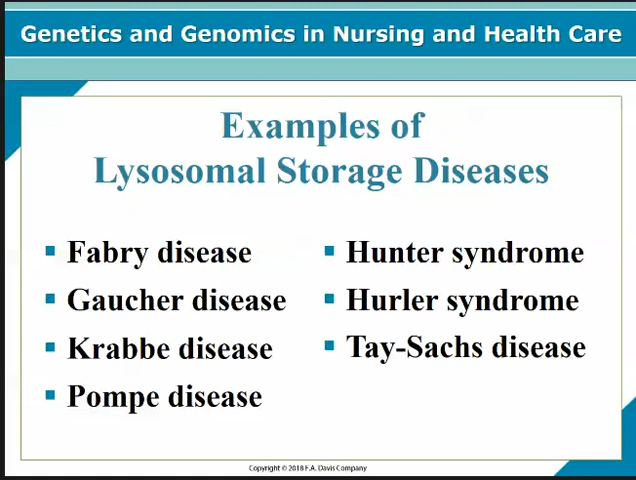 Genetics and Genomics in Nursing and Health Care
Examples of
Lysosomal Storage Diseases
▪ Fabry disease
▪ Gaucher disease
▪ Krabbe disease
▪ Pompe disease
▪ Hunter syndrome
▪ Hurler syndrome
▪ Tay-Sachs disease
Copyright © 2018 F.A. Davis Company